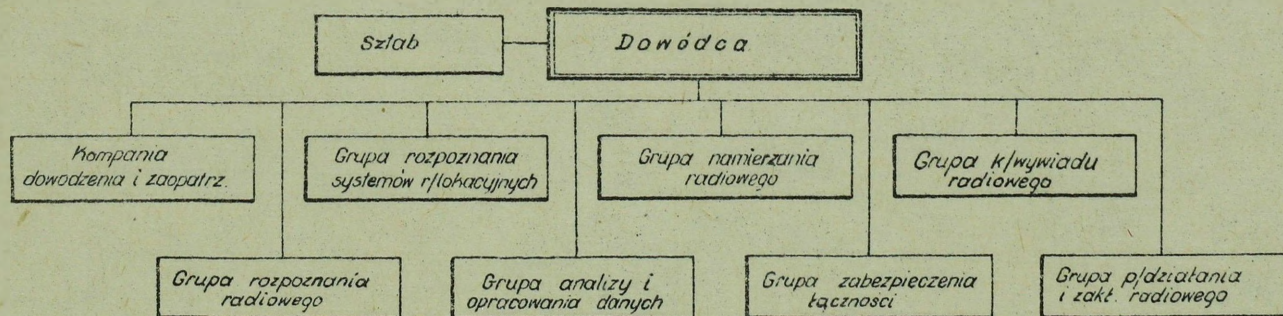 Sztab
Dowódca
Kompania
dowodzenia i zaopatrz.
Grupa rozpoznania
systemów r/lokacyjnych
Grupa namierzania
radiowego
Grupa k/wywiadu
radiowego
Grupa rozpoznania
radiowego
Grupa analizy i
opracowania danych
Grupa zabezpieczenia
łączności
Grupa p/działania
i zakł. radiowego